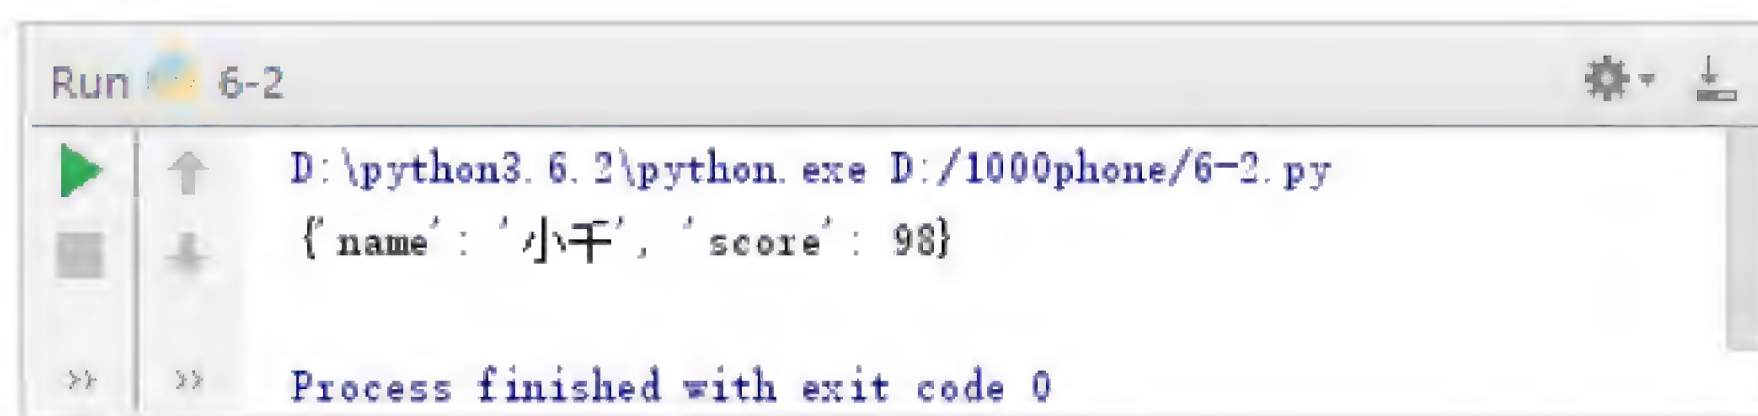 Run 6-2
D:\python3.6.2\python.exe D:/1000phone/6-2.py
{'name': '小千', 'score': 98}
Process finished with exit code 0